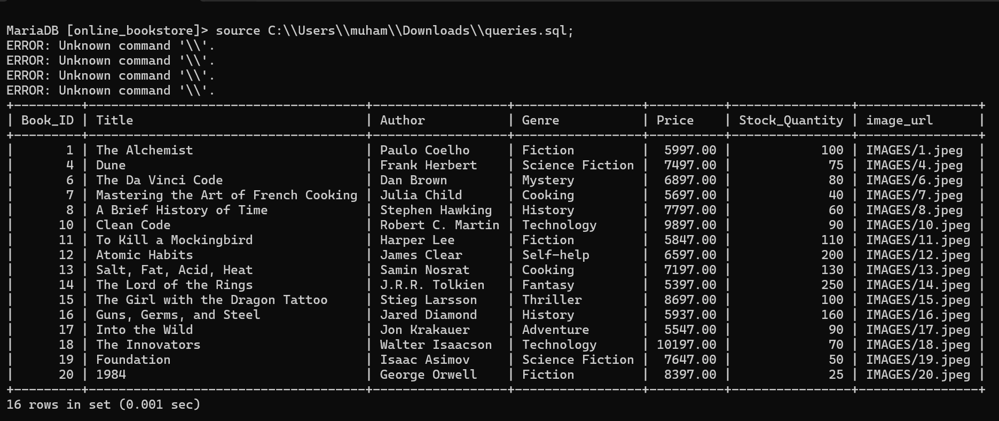 MariaDB [online_bookstore]> source C:\\Users\\muham\\Downloads\\queries.sql;
ERROR: Unknown command '\\'.
ERROR: Unknown command '\\'.
ERROR: Unknown command '\\'.
ERROR: Unknown command '\\'.
+---------+-------------------------------------+------------------+-----------------+----------+----------------+----------------+
| Book_ID | Title                               | Author           | Genre           | Price    | Stock_Quantity | image_url      |
+---------+-------------------------------------+------------------+-----------------+----------+----------------+----------------+
|       1 | The Alchemist                       | Paulo Coelho     | Fiction         |  5997.00 |            100 | IMAGES/1.jpeg  |
|       4 | Dune                                | Frank Herbert    | Science Fiction |  7497.00 |             75 | IMAGES/4.jpeg  |
|       6 | The Da Vinci Code                   | Dan Brown        | Mystery         |  6897.00 |             80 | IMAGES/6.jpeg  |
|       7 | Mastering the Art of French Cooking | Julia Child      | Cooking         |  5697.00 |             40 | IMAGES/7.jpeg  |
|       8 | A Brief History of Time             | Stephen Hawking  | History         |  7797.00 |             60 | IMAGES/8.jpeg  |
|      10 | Clean Code                          | Robert C. Martin | Technology      |  9897.00 |             90 | IMAGES/10.jpeg |
|      11 | To Kill a Mockingbird               | Harper Lee       | Fiction         |  5847.00 |            110 | IMAGES/11.jpeg |
|      12 | Atomic Habits                       | James Clear      | Self-help       |  6597.00 |            200 | IMAGES/12.jpeg |
|      13 | Salt, Fat, Acid, Heat               | Samin Nosrat     | Cooking         |  7197.00 |            130 | IMAGES/13.jpeg |
|      14 | The Lord of the Rings               | J.R.R. Tolkien   | Fantasy         |  5397.00 |            250 | IMAGES/14.jpeg |
|      15 | The Girl with the Dragon Tattoo     | Stieg Larsson    | Thriller        |  8697.00 |            100 | IMAGES/15.jpeg |
|      16 | Guns, Germs, and Steel              | Jared Diamond    | History         |  5937.00 |            160 | IMAGES/16.jpeg |
|      17 | Into the Wild                       | Jon Krakauer     | Adventure       |  5547.00 |             90 | IMAGES/17.jpeg |
|      18 | The Innovators                      | Walter Isaacson  | Technology      | 10197.00 |             70 | IMAGES/18.jpeg |
|      19 | Foundation                          | Isaac Asimov     | Science Fiction |  7647.00 |             50 | IMAGES/19.jpeg |
|      20 | 1984                                | George Orwell    | Fiction         |  8397.00 |             25 | IMAGES/20.jpeg |
+---------+-------------------------------------+------------------+-----------------+----------+----------------+----------------+
16 rows in set (0.001 sec)